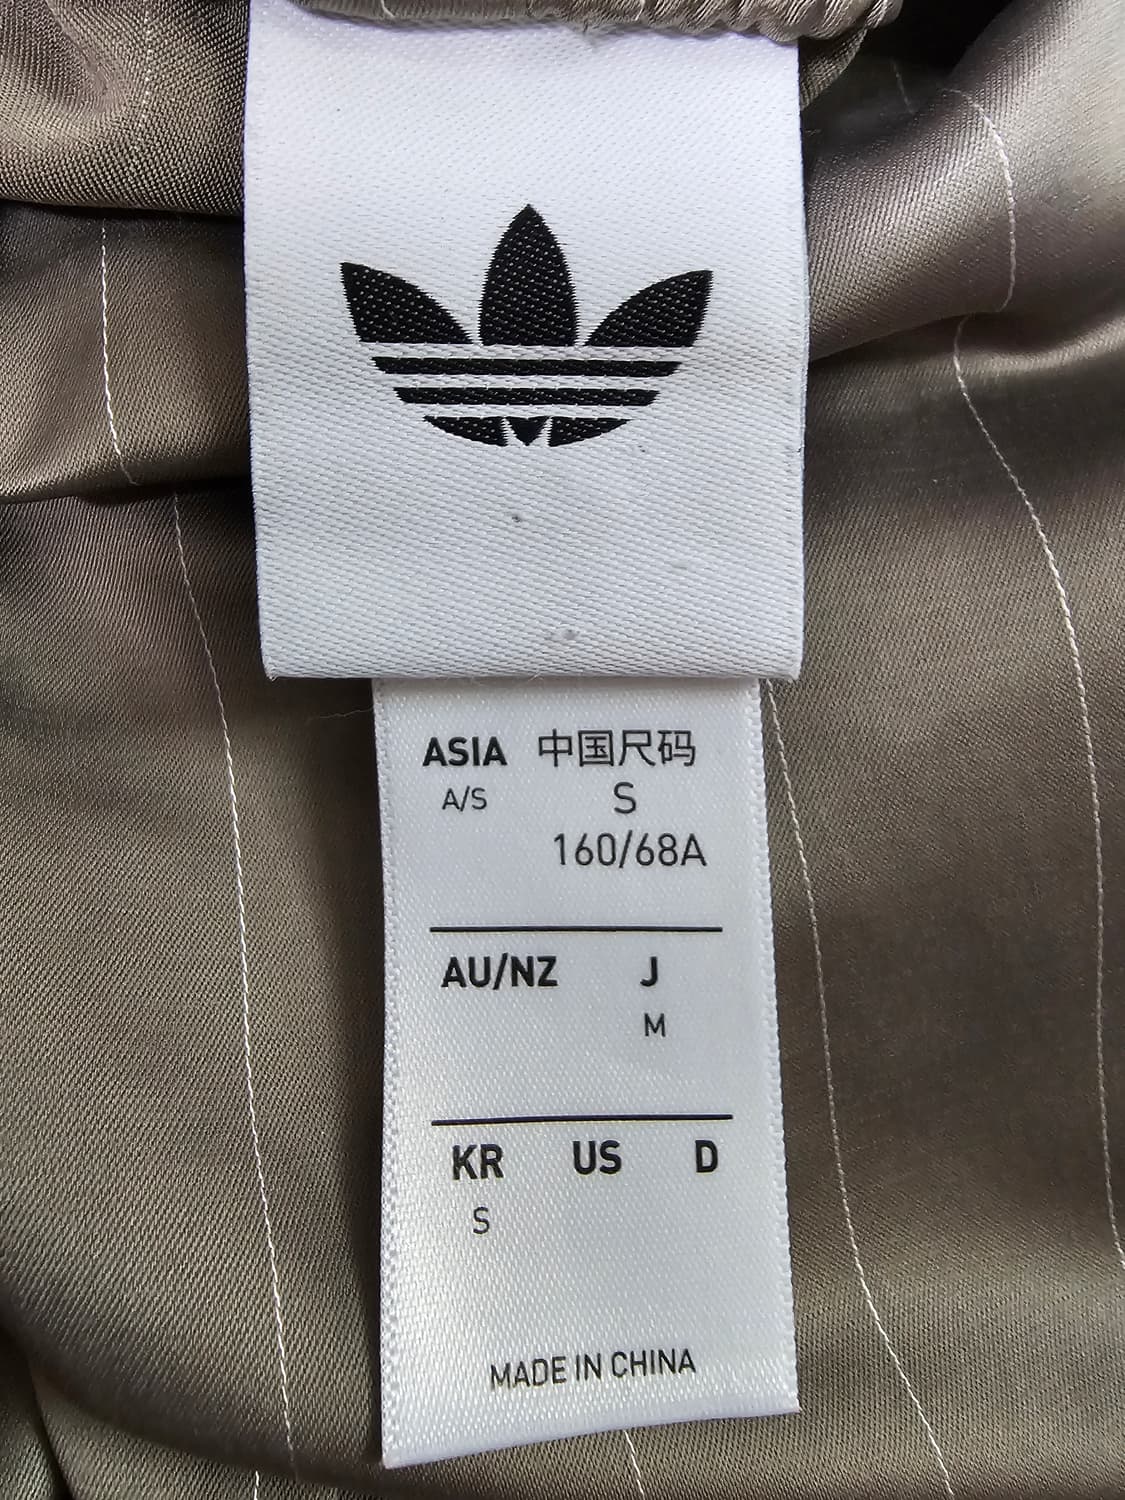 ASIA 中国尺码
A/S S
160/68A
AU/NZ J
M
KR US D
S
MADE IN CHINA